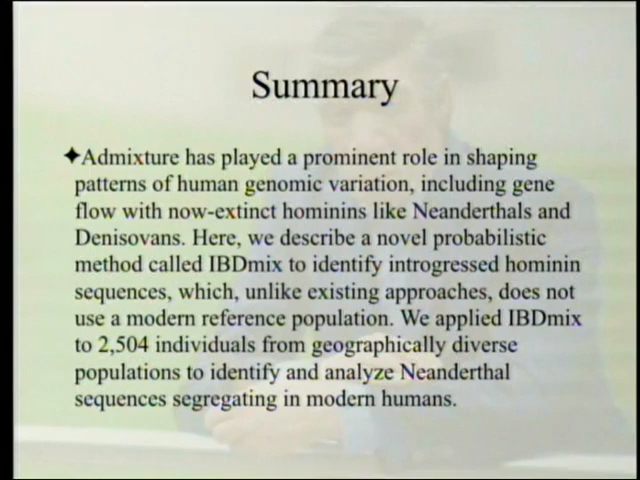 Summary
✦Admixture has played a prominent role in shaping
patterns of human genomic variation, including gene
flow with now-extinct hominins like Neanderthals and
Denisovans. Here, we describe a novel probabilistic
method called IBDmix to identify introgressed hominin
sequences, which, unlike existing approaches, does not
use a modern reference population. We applied IBDmix
to 2,504 individuals from geographically diverse
populations to identify and analyze Neanderthal
sequences segregating in modern humans.